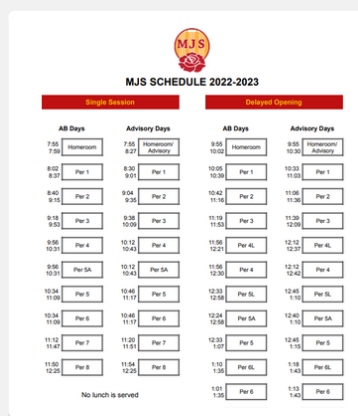 MJS
MJS SCHEDULE 2022-2023
Single Session
AB Days Advisory Days
7:55 7:59 Homeroom 7:55 8:27 Homeroom/ Advisory
8:02 8:37 Per 1 8:30 9:01 Per 1
8:40 9:15 Per 2 9:04 9:35 Per 2
9:18 9:53 Per 3 9:38 10:09 Per 3
9:56 10:31 Per 4 10:12 10:43 Per 4
9:56 10:31 Per 5A 10:12 10:43 Per 5A
10:34 11:09 Per 5 10:46 11:17 Per 5
10:34 11:09 Per 6 10:46 11:17 Per 6
11:12 11:47 Per 7 11:20 11:51 Per 7
11:50 12:25 Per 8 11:54 12:25 Per 8
No lunch is served
Delayed Opening
AB Days Advisory Days
9:55 10:02 Homeroom 9:55 10:30 Homeroom/ Advisory
10:05 10:39 Per 1 10:33 11:03 Per 1
10:42 11:16 Per 2 11:06 11:36 Per 2
11:19 11:53 Per 3 11:39 12:09 Per 3
11:56 12:21 Per 4L 12:12 12:37 Per 4L
11:56 12:30 Per 4 12:12 12:42 Per 4
12:33 12:58 Per 5L 12:45 1:10 Per 5L
12:24 12:58 Per 5A 12:40 1:10 Per 5A
12:33 1:07 Per 5 12:45 1:15 Per 5
1:10 1:35 Per 6L 1:18 1:43 Per 6L
1:01 1:35 Per 6 1:13 1:43 Per 6